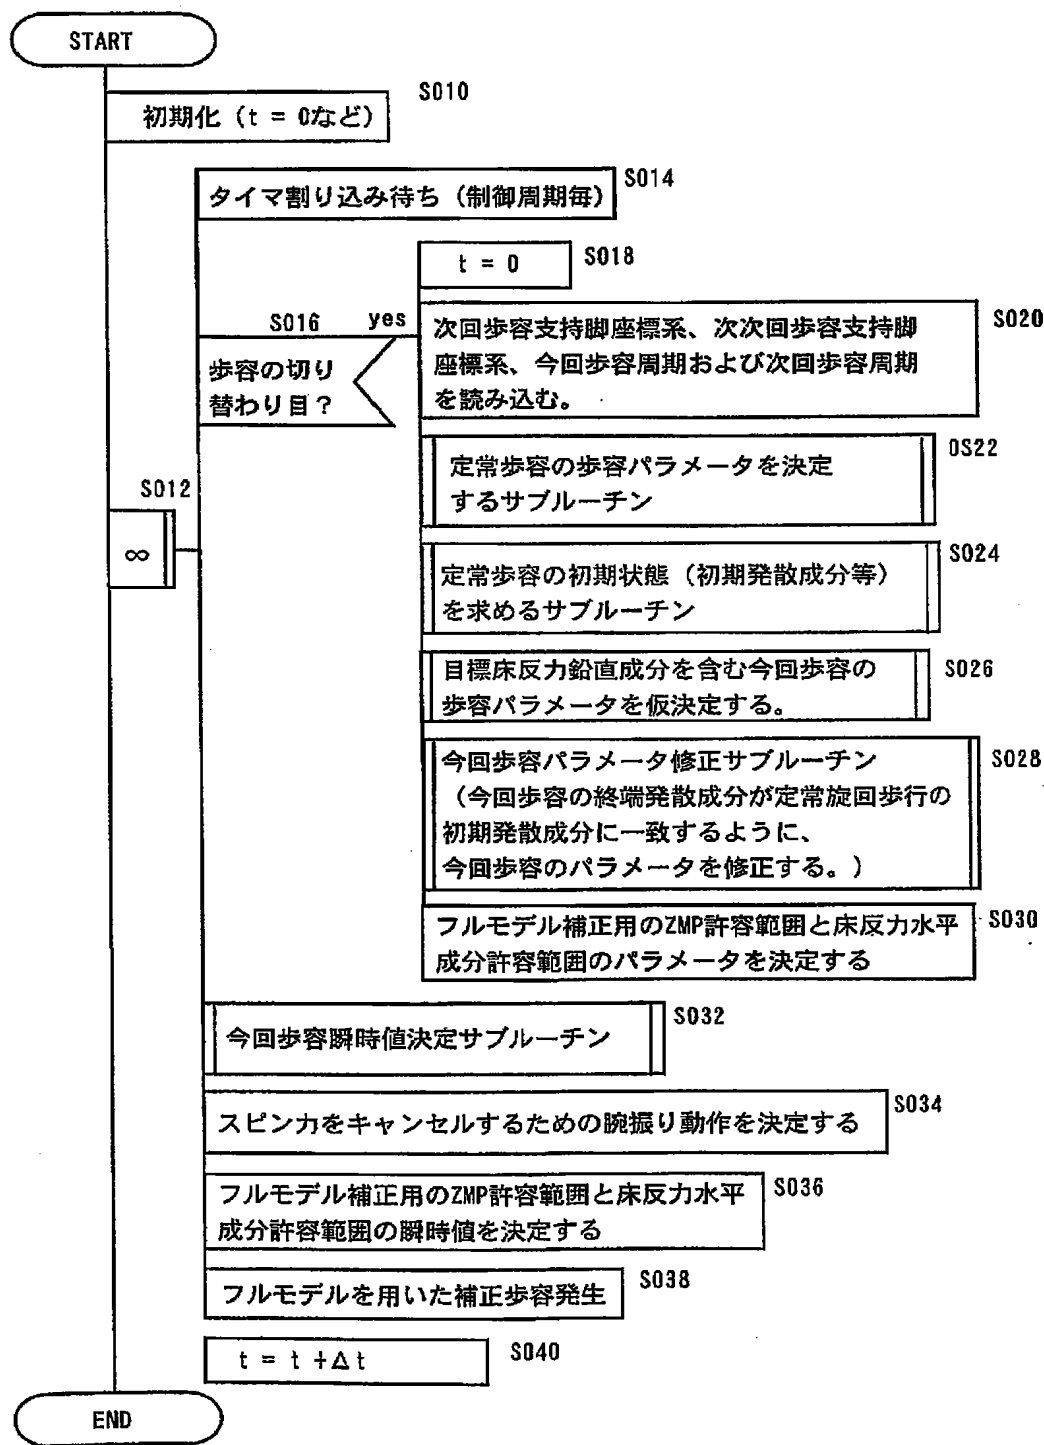 START
S010
初期化（t = 0など）
S014
タイマ割り込み待ち（制御周期毎）
S018
t = 0
S016
yes
歩容の切り
替わり目？
S020
次回歩容支持脚座標系、次次回歩容支持脚
座標系、今回歩容周期および次回歩容周期
を読み込む。
0S22
定常歩容の歩容パラメータを決定
するサブルーチン
S012
∞
S024
定常歩容の初期状態（初期発散成分等）
を求めるサブルーチン
S026
目標床反力鉛直成分を含む今回歩容の
歩容パラメータを仮決定する。
S028
今回歩容パラメータ修正サブルーチン
（今回歩容の終端発散成分が定常旋回歩行の
初期発散成分に一致するように、
今回歩容のパラメータを修正する。）
S030
フルモデル補正用のZMP許容範囲と床反力水平
成分許容範囲のパラメータを決定する
S032
今回歩容瞬時値決定サブルーチン
S034
スピン力をキャンセルするための腕振り動作を決定する
S036
フルモデル補正用のZMP許容範囲と床反力水平
成分許容範囲の瞬時値を決定する
S038
フルモデルを用いた補正歩容発生
S040
t = t +Δt
END